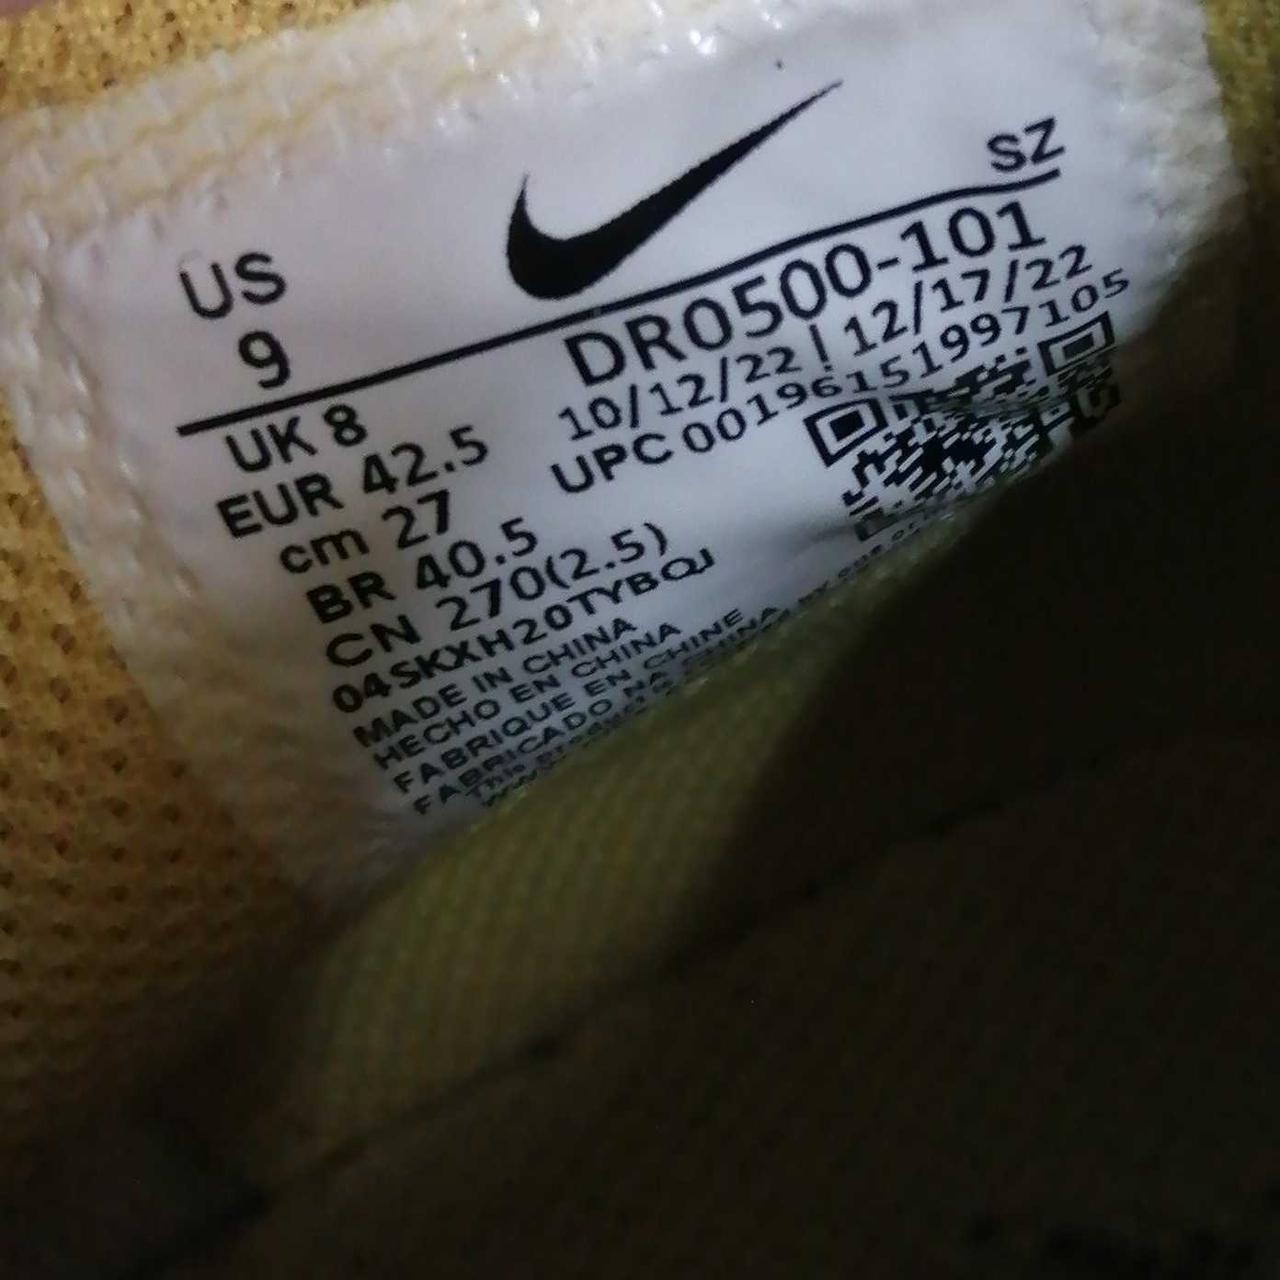 SZ
US
9
DR0500-101
10/12/22 | 12/17/22
UPC 00196151997105
UK 8
EUR 42.5
cm 27
BR 40.5
CN 270(2.5)
04SKXH20TYBQJ
MADE IN CHINA
HECHO EN CHINA
FABRIQUE EN CHINE
FABRICADO NA CHINA
This product